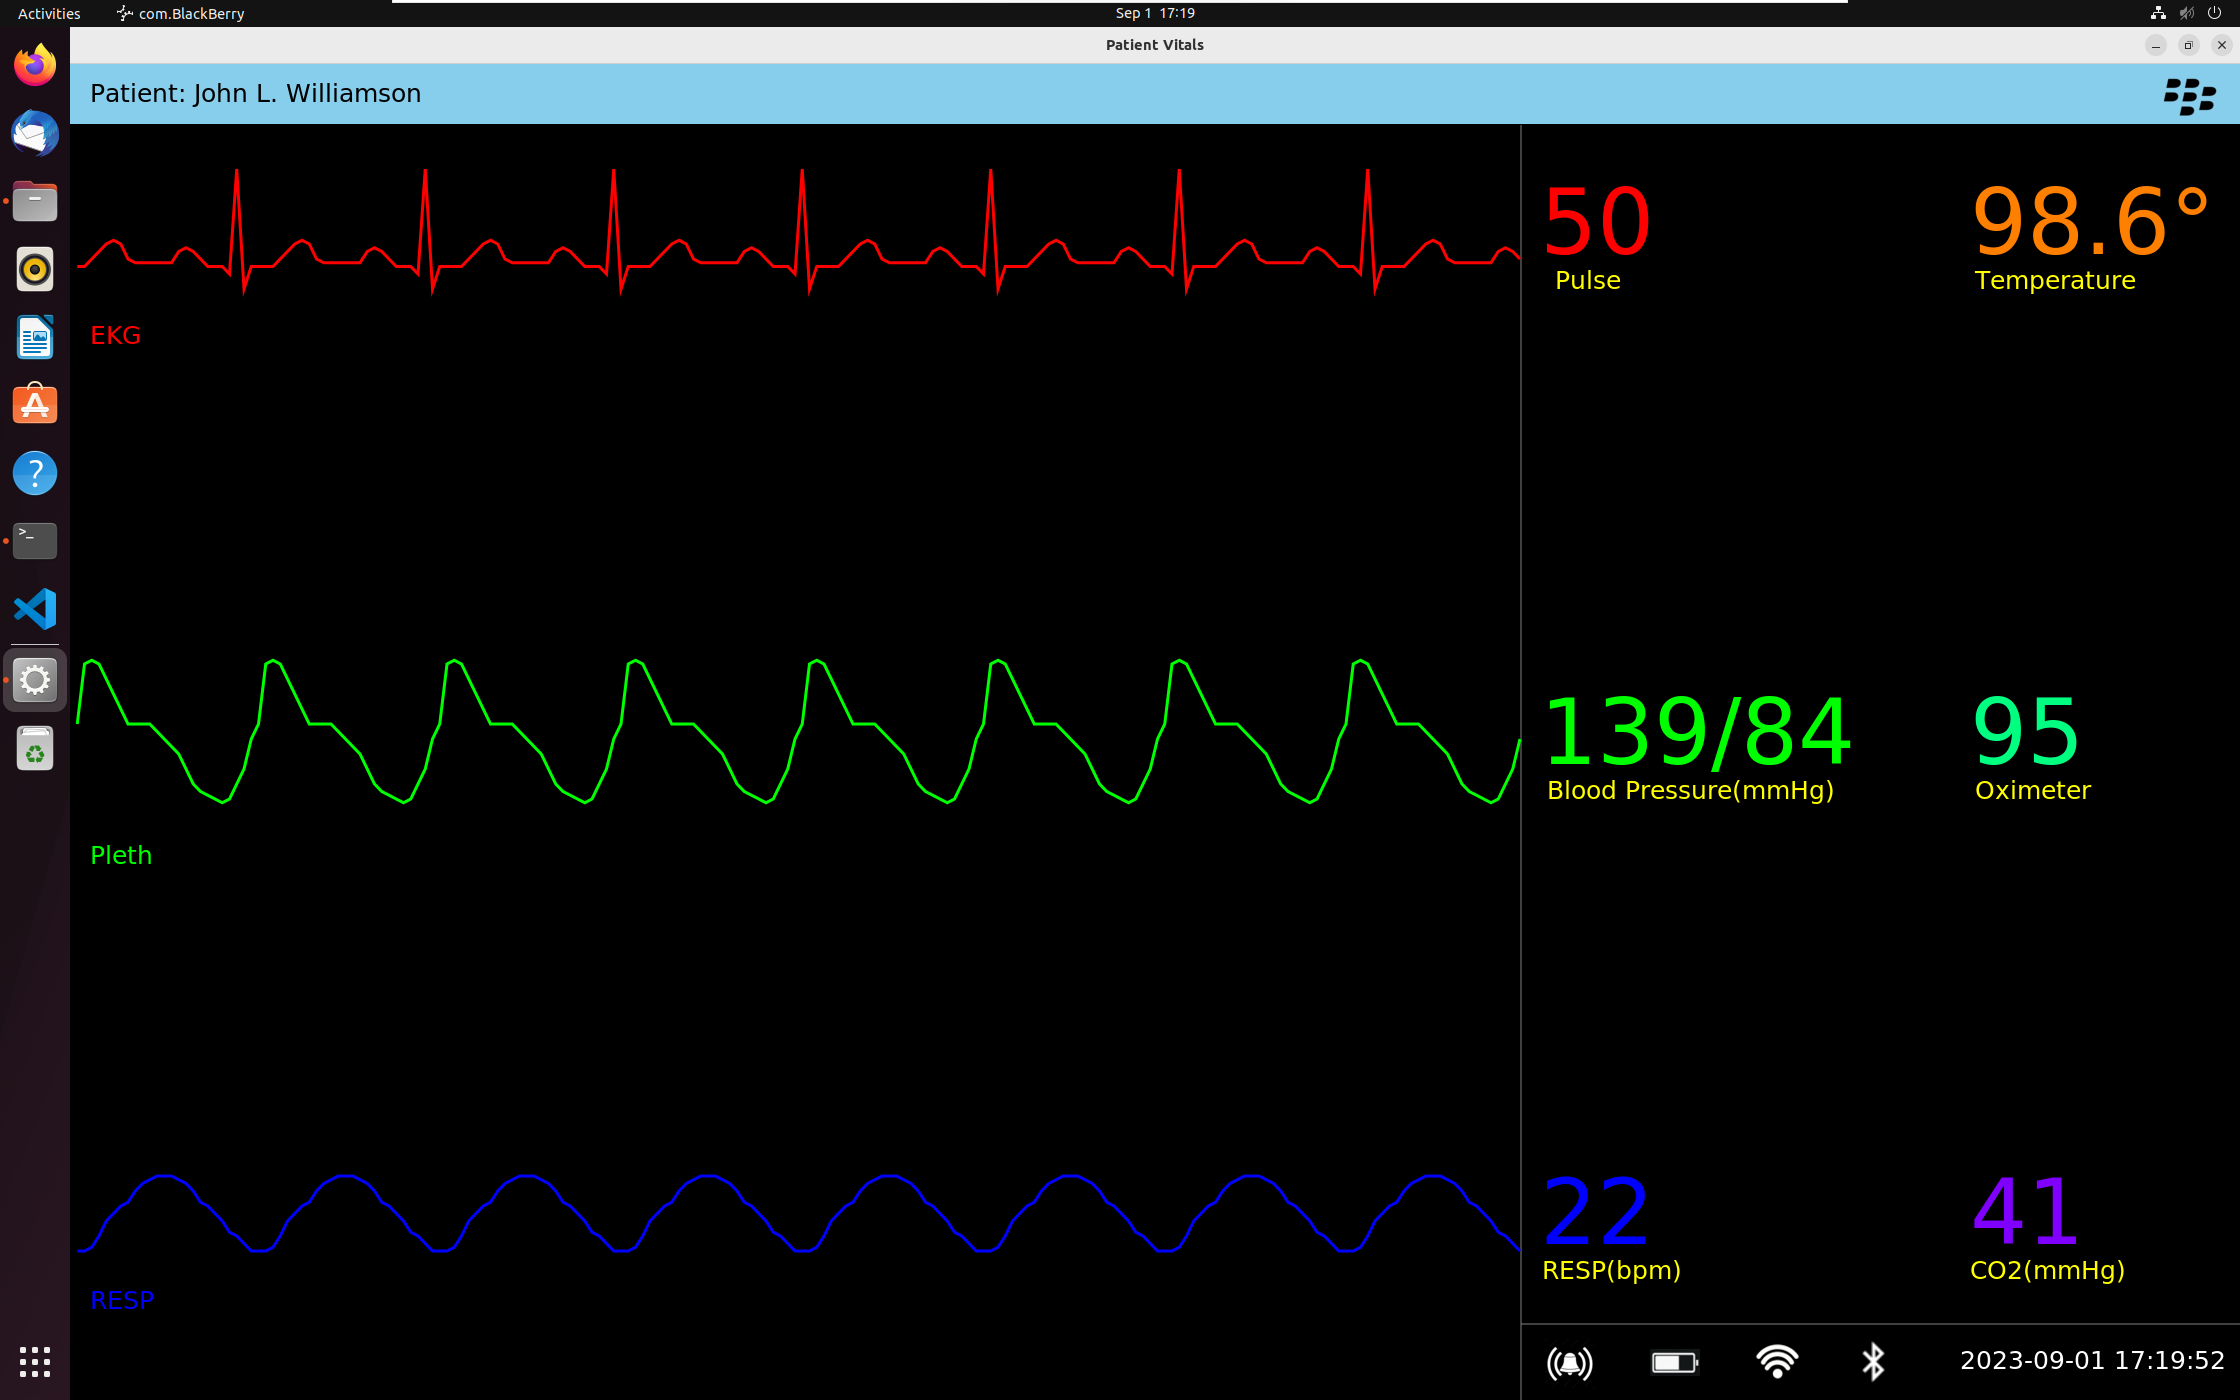 Activities com.BlackBerry Sep 1 17:19
Patient Vitals
Patient: John L. Williamson
50 98.6°
Pulse Temperature
EKG
139/84 95
Blood Pressure(mmHg) Oximeter
Pleth
22 41
RESP(bpm) CO2(mmHg)
RESP
2023-09-01 17:19:52